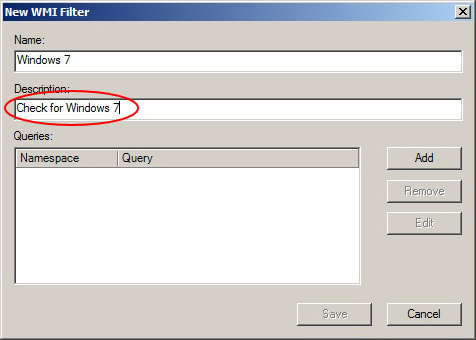 New WMI Filter
Name:
Windows 7
Description:
Check for Windows 7
Queries:
Namespace Query
Add
Remove
Edit
Save Cancel